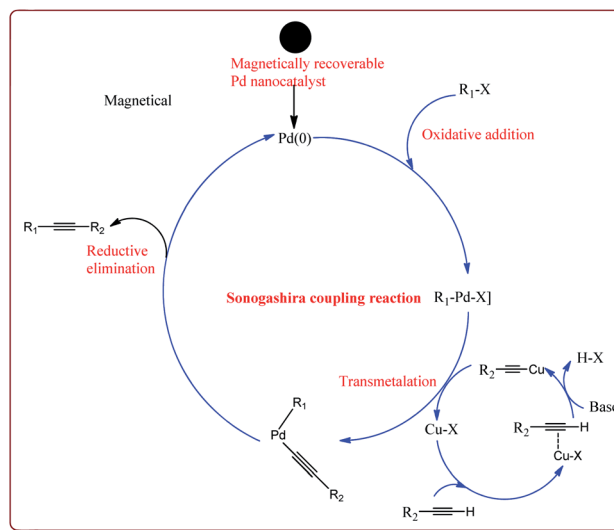 Magnetically recoverable
Pd nanocatalyst
Magnetical
R₁-X
Pd(0)
Oxidative addition
R₁
R₂
Reductive
elimination
Sonogashira coupling reaction
R₁-Pd-X]
H-X
R₂
Cu
Transmetalation
Base
R₁
Cu-X
R₂
H
Pd
Cu-X
R₂
R₂
H